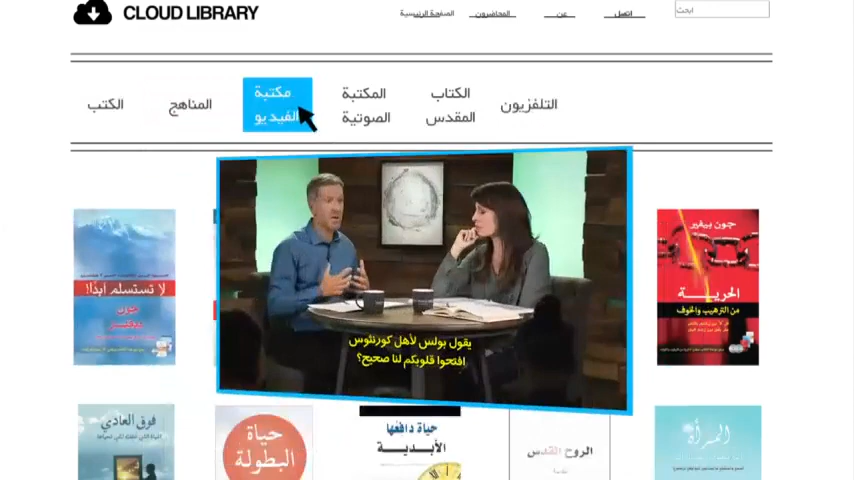 CLOUD LIBRARY
الصفحة الرئيسية
المحاضرون
عن
اتصل
ابحث
الكتب
المناهج
مكتبة
الفيديو
المكتبة
الصوتية
الكتاب
المقدس
التلفزيون
يقول بولس لأهل كورنثوس
افتحوا قلوبكم لنا صحيح؟
لا تستسلم أبدًا!
جون
بيفير
جون بيفير
الحرية
من الترهيب والخوف
فوق العادي
حياة
البطولة
حياة دافعها
الأبدية
الروح القدس
المرأة